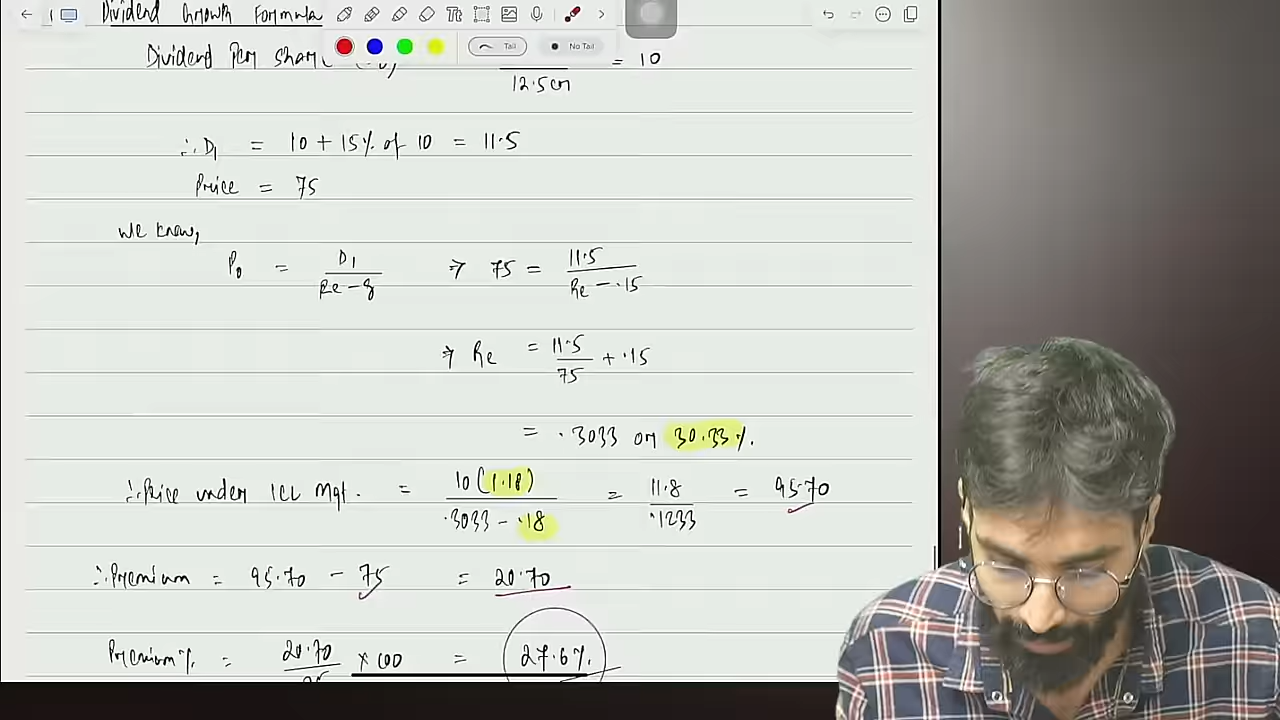 Dividend Growth Formula
Tail
No Tail
Dividend Per Share = 10
12.5 cr
∴ D₁ = 10 + 15% of 10 = 11.5
Price = 75
We know,
P₀ = D₁ / Re - g ⇒ 75 = 11.5 / Re - .15
⇒ Re = 11.5 / 75 + .15
= .3033 or 30.33%.
∴ Price under ICL Mgt. = 10(1.18) / .3033 - .18 = 11.8 / .1233 = 95.70
∴ Premium = 95.70 - 75 = 20.70
Premium% = 20.70 × 100 = 27.6%.